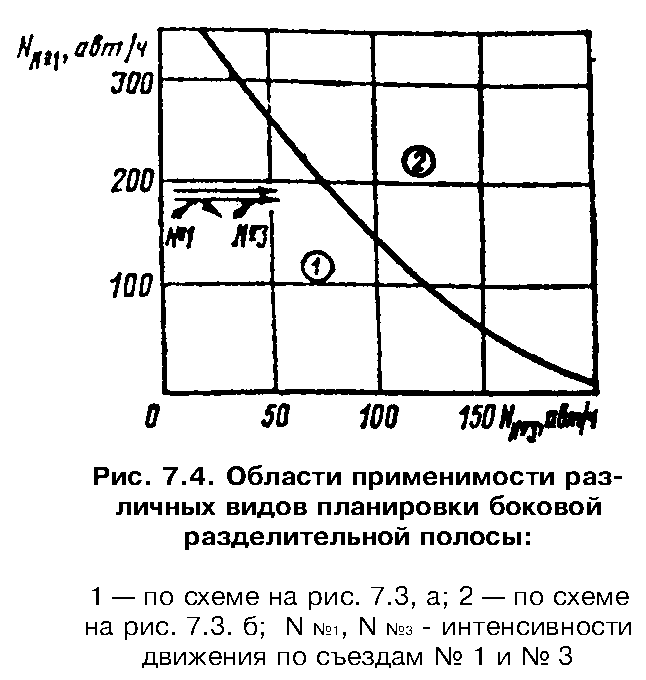 N№1, авт/ч
300
200
№1 №3
2
1
100
0 50 100 150 N№3, авт/ч
Рис. 7.4. Области применимости раз-
личных видов планировки боковой
разделительной полосы:
1 — по схеме на рис. 7.3, а; 2 — по схеме
на рис. 7.3. б; N №1, N №3 - интенсивности
движения по съездам № 1 и № 3